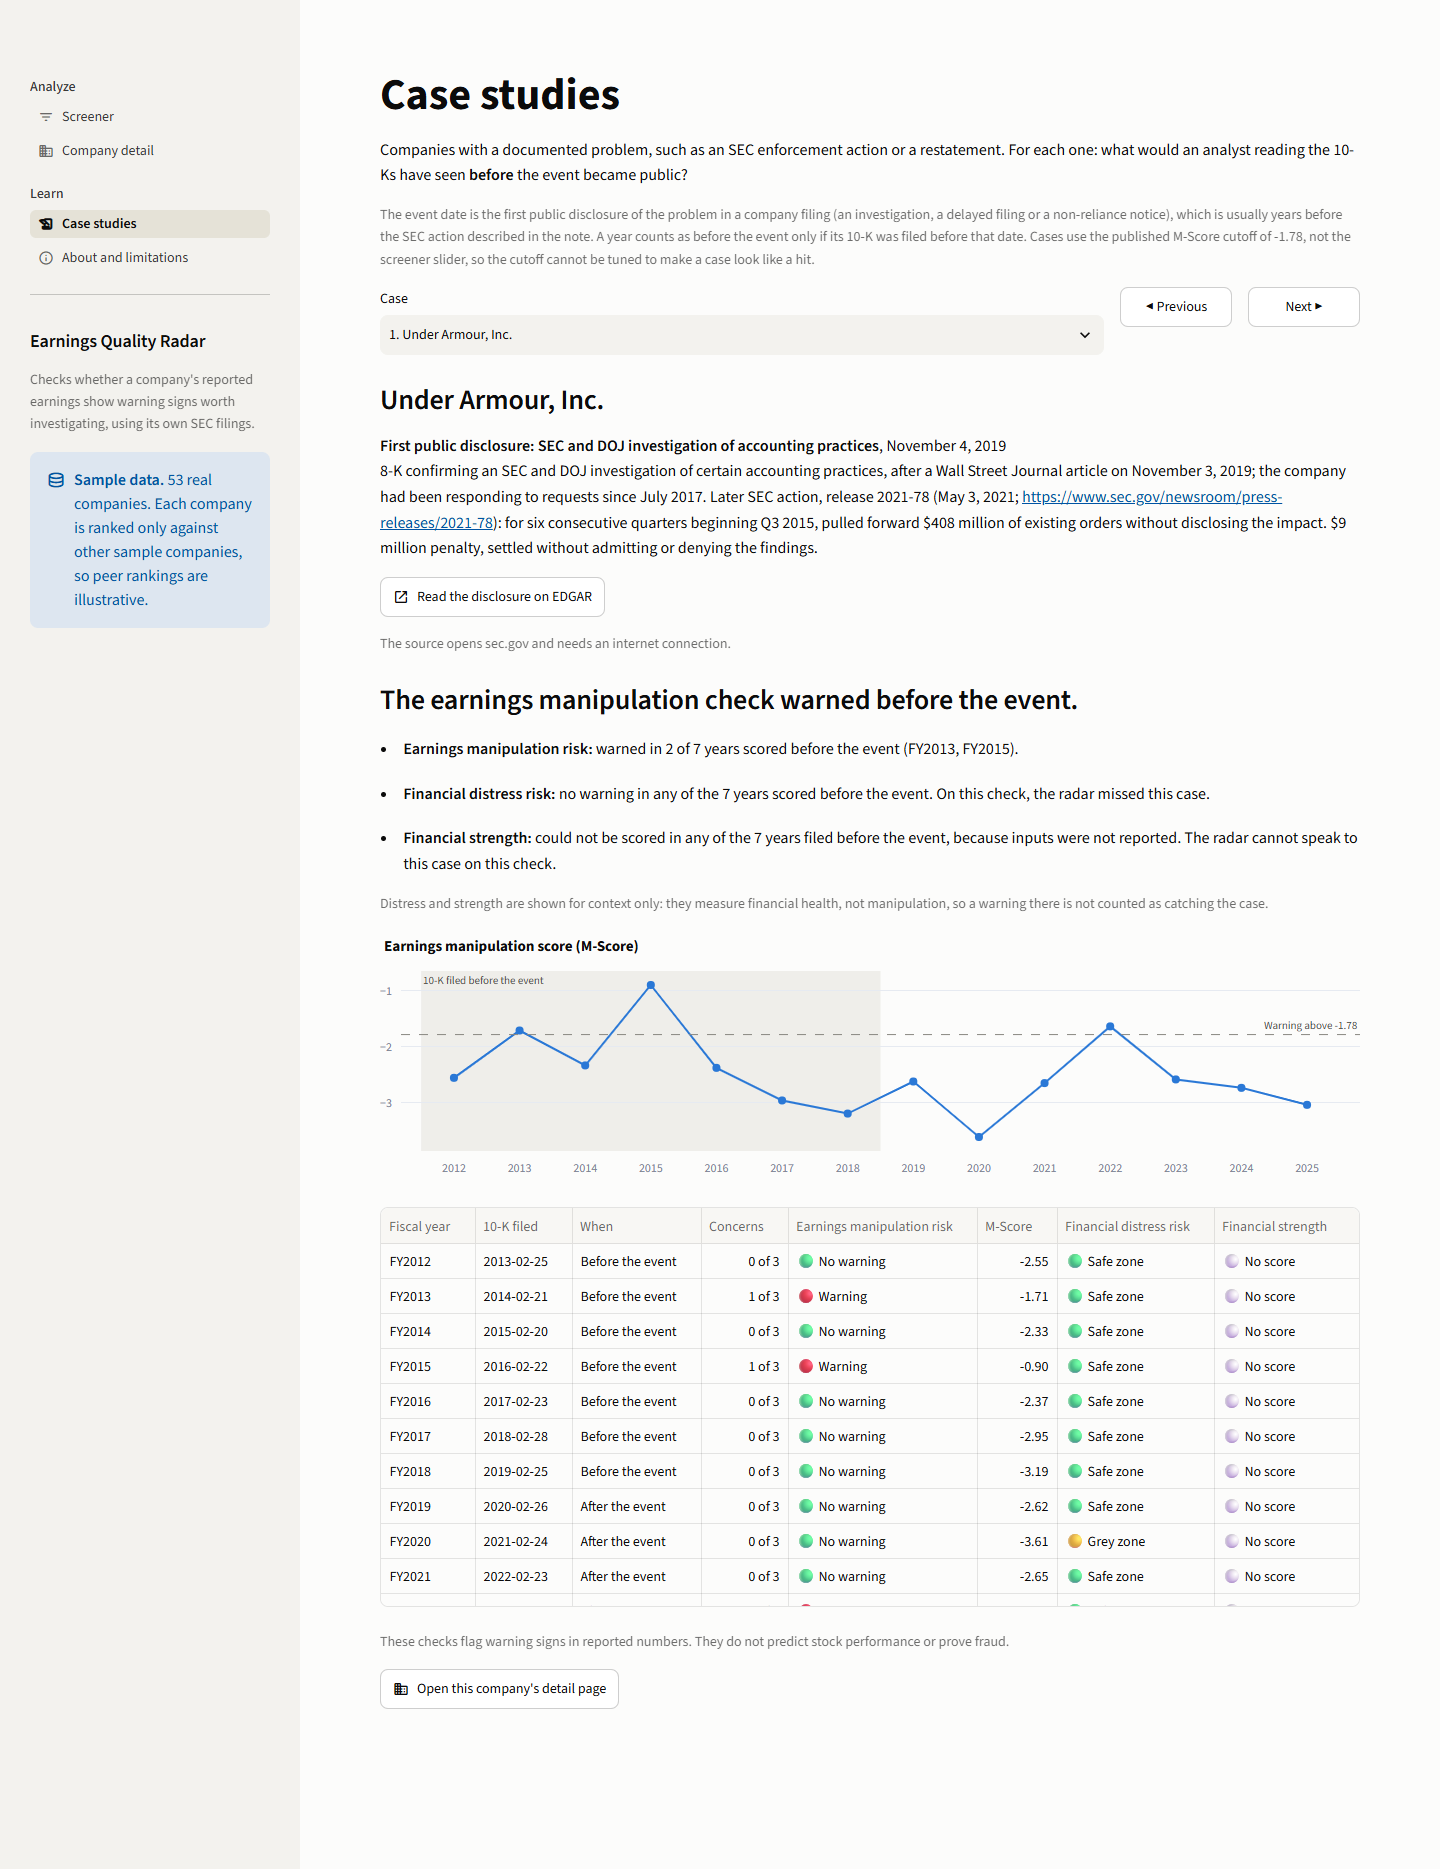 Analyze
Screener
Company detail
Learn
Case studies
About and limitations
Earnings Quality Radar
Checks whether a company's reported
earnings show warning signs worth
investigating, using its own SEC filings.
Sample data. 53 real
companies. Each company
is ranked only against
other sample companies,
so peer rankings are
illustrative.
Case studies
Companies with a documented problem, such as an SEC enforcement action or a restatement. For each one: what would an analyst reading the 10-
Ks have seen before the event became public?
The event date is the first public disclosure of the problem in a company filing (an investigation, a delayed filing or a non-reliance notice), which is usually years before
the SEC action described in the note. A year counts as before the event only if its 10-K was filed before that date. Cases use the published M-Score cutoff of -1.78, not the
screener slider, so the cutoff cannot be tuned to make a case look like a hit.
Case
1. Under Armour, Inc.
◂ Previous
Next ▸
Under Armour, Inc.
First public disclosure: SEC and DOJ investigation of accounting practices, November 4, 2019
8-K confirming an SEC and DOJ investigation of certain accounting practices, after a Wall Street Journal article on November 3, 2019; the company
had been responding to requests since July 2017. Later SEC action, release 2021-78 (May 3, 2021; https://www.sec.gov/newsroom/press-
releases/2021-78): for six consecutive quarters beginning Q3 2015, pulled forward $408 million of existing orders without disclosing the impact. $9
million penalty, settled without admitting or denying the findings.
Read the disclosure on EDGAR
The source opens sec.gov and needs an internet connection.
The earnings manipulation check warned before the event.
• Earnings manipulation risk: warned in 2 of 7 years scored before the event (FY2013, FY2015).
• Financial distress risk: no warning in any of the 7 years scored before the event. On this check, the radar missed this case.
• Financial strength: could not be scored in any of the 7 years filed before the event, because inputs were not reported. The radar cannot speak to
this case on this check.
Distress and strength are shown for context only: they measure financial health, not manipulation, so a warning there is not counted as catching the case.
Earnings manipulation score (M-Score)
10-K filed before the event
−1
Warning above -1.78
−2
−3
2012 2013 2014 2015 2016 2017 2018 2019 2020 2021 2022 2023 2024 2025
Fiscal year 10-K filed When Concerns Earnings manipulation risk M-Score Financial distress risk Financial strength
FY2012 2013-02-25 Before the event 0 of 3 No warning -2.55 Safe zone No score
FY2013 2014-02-21 Before the event 1 of 3 Warning -1.71 Safe zone No score
FY2014 2015-02-20 Before the event 0 of 3 No warning -2.33 Safe zone No score
FY2015 2016-02-22 Before the event 1 of 3 Warning -0.90 Safe zone No score
FY2016 2017-02-23 Before the event 0 of 3 No warning -2.37 Safe zone No score
FY2017 2018-02-28 Before the event 0 of 3 No warning -2.95 Safe zone No score
FY2018 2019-02-25 Before the event 0 of 3 No warning -3.19 Safe zone No score
FY2019 2020-02-26 After the event 0 of 3 No warning -2.62 Safe zone No score
FY2020 2021-02-24 After the event 0 of 3 No warning -3.61 Grey zone No score
FY2021 2022-02-23 After the event 0 of 3 No warning -2.65 Safe zone No score
These checks flag warning signs in reported numbers. They do not predict stock performance or prove fraud.
Open this company's detail page